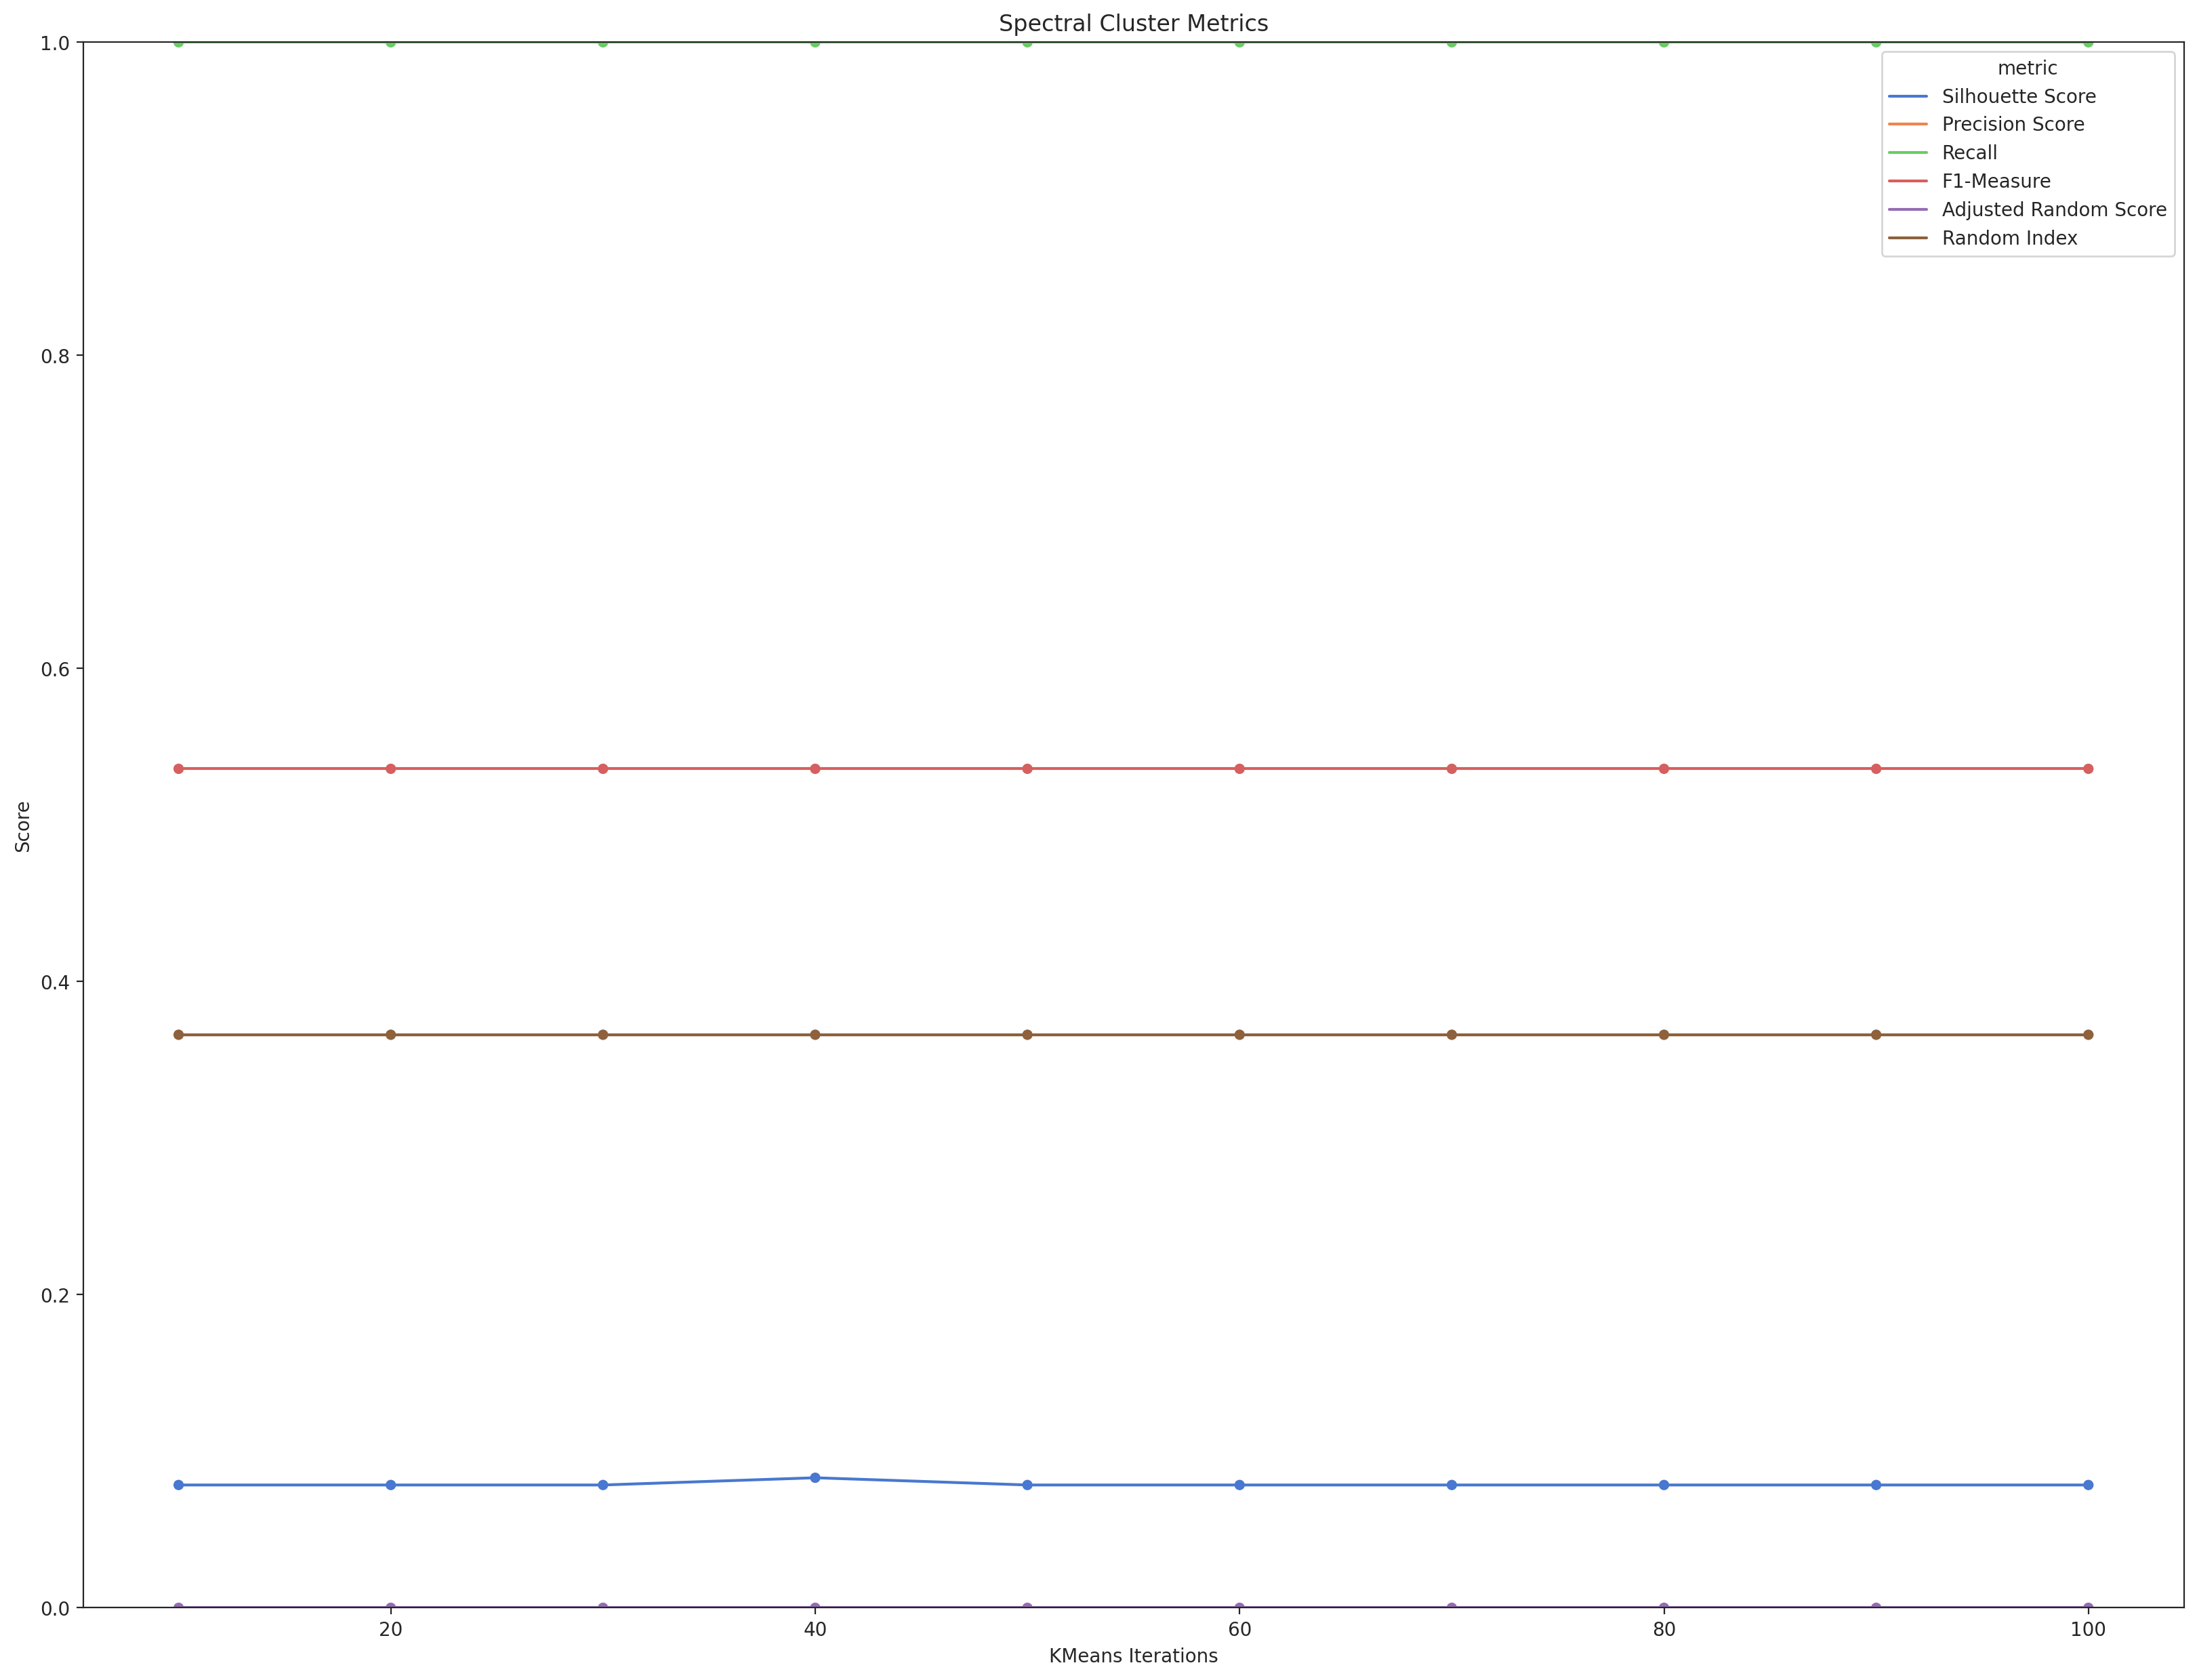 Spectral Cluster Metrics
1.0
0.8
0.6
0.4
0.2
0.0
Score
metric
Silhouette Score
Precision Score
Recall
F1-Measure
Adjusted Random Score
Random Index
20 40 60 80 100
KMeans Iterations